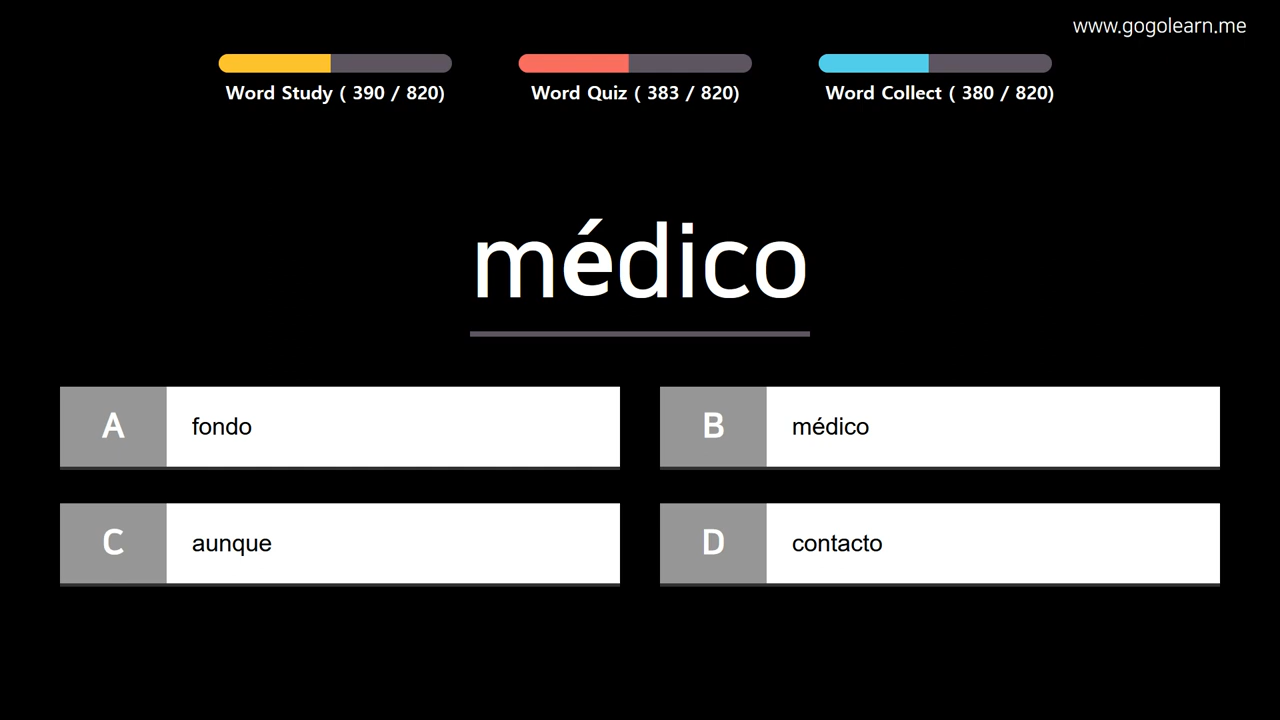 www.gogolearn.me
Word Study ( 390 / 820)
Word Quiz ( 383 / 820)
Word Collect ( 380 / 820)
médico
A fondo
B médico
C aunque
D contacto